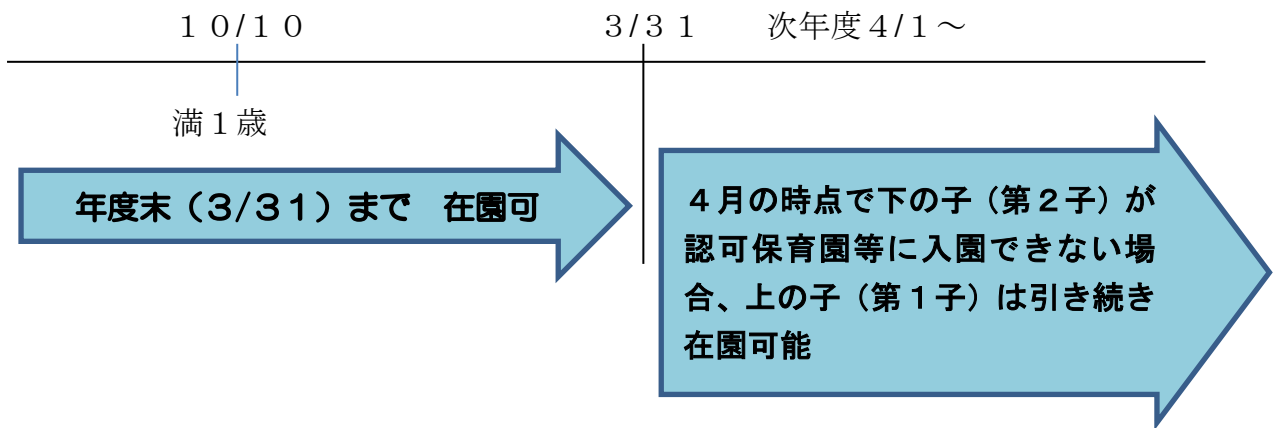 １０/１０　　　　　　　　　３/３１　　次年度４/１～
満１歳
年度末（３/３１）まで　在園可
４月の時点で下の子（第２子）が
認可保育園等に入園できない場
合、上の子（第１子）は引き続き
在園可能